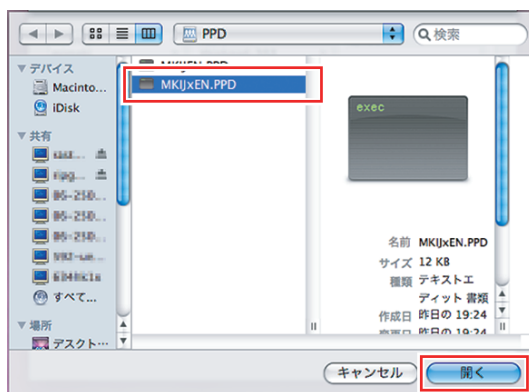 PPD
検索
デバイス
Macinto...
iDisk
共有
すべて...
場所
デスクト...
MKIJxEN.PPD
exec
名前 MKIJxEN.PPD
サイズ 12 KB
種類 テキストエ
ディット 書類
作成日 昨日の 19:24
変更日 昨日の 19:24
キャンセル
開く